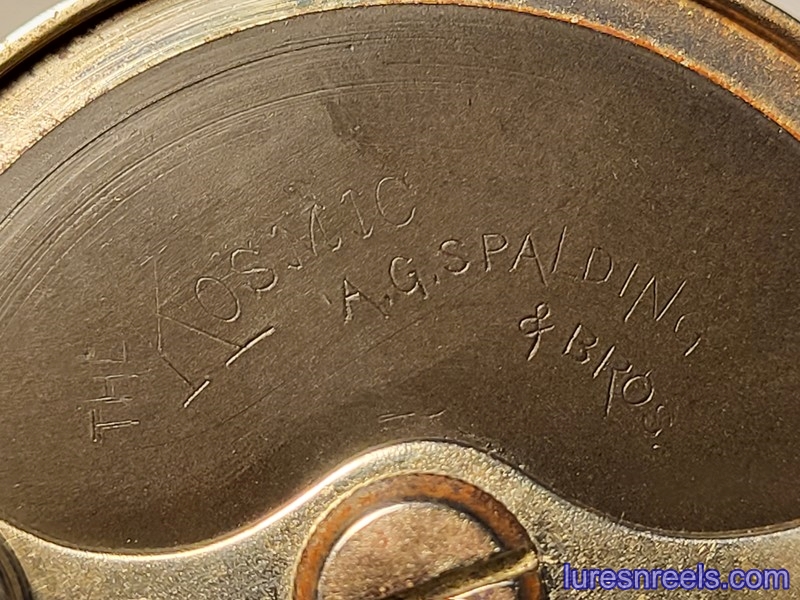 THE KOSMIC
A.G. SPALDING
& BROS.
luresnreels.com